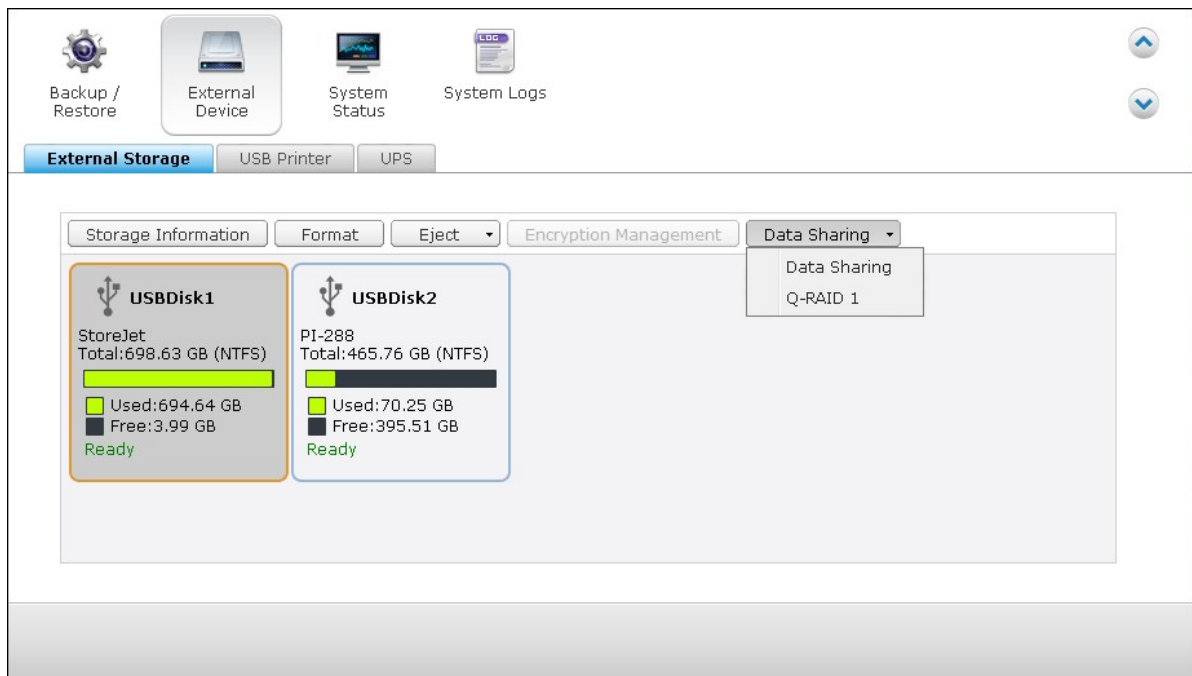 LOG
Backup /
Restore
External
Device
System
Status
System Logs
External Storage
USB Printer
UPS
Storage Information
Format
Eject
Encryption Management
Data Sharing
Data Sharing
Q-RAID 1
USBDisk1
StoreJet
Total:698.63 GB (NTFS)
Used:694.64 GB
Free:3.99 GB
Ready
USBDisk2
PI-288
Total:465.76 GB (NTFS)
Used:70.25 GB
Free:395.51 GB
Ready